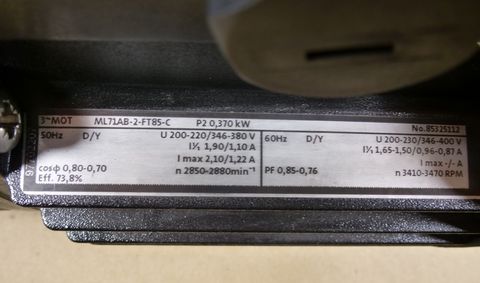 3~MOT ML71AB-2-FT85-C P2 0,370 kW No.85325112
50Hz D/Y U 200-220/346-380 V
I1/1 1,90/1,10 A
I max 2,10/1,22 A
cosφ 0,80-0,70 n 2850-2880min⁻¹
Eff. 73,8%
60Hz D/Y U 200-230/346-400 V
I1/1 1,65-1,50/0,96-0,87 A
I max -/- A
PF 0,85-0,76 n 3410-3470 RPM